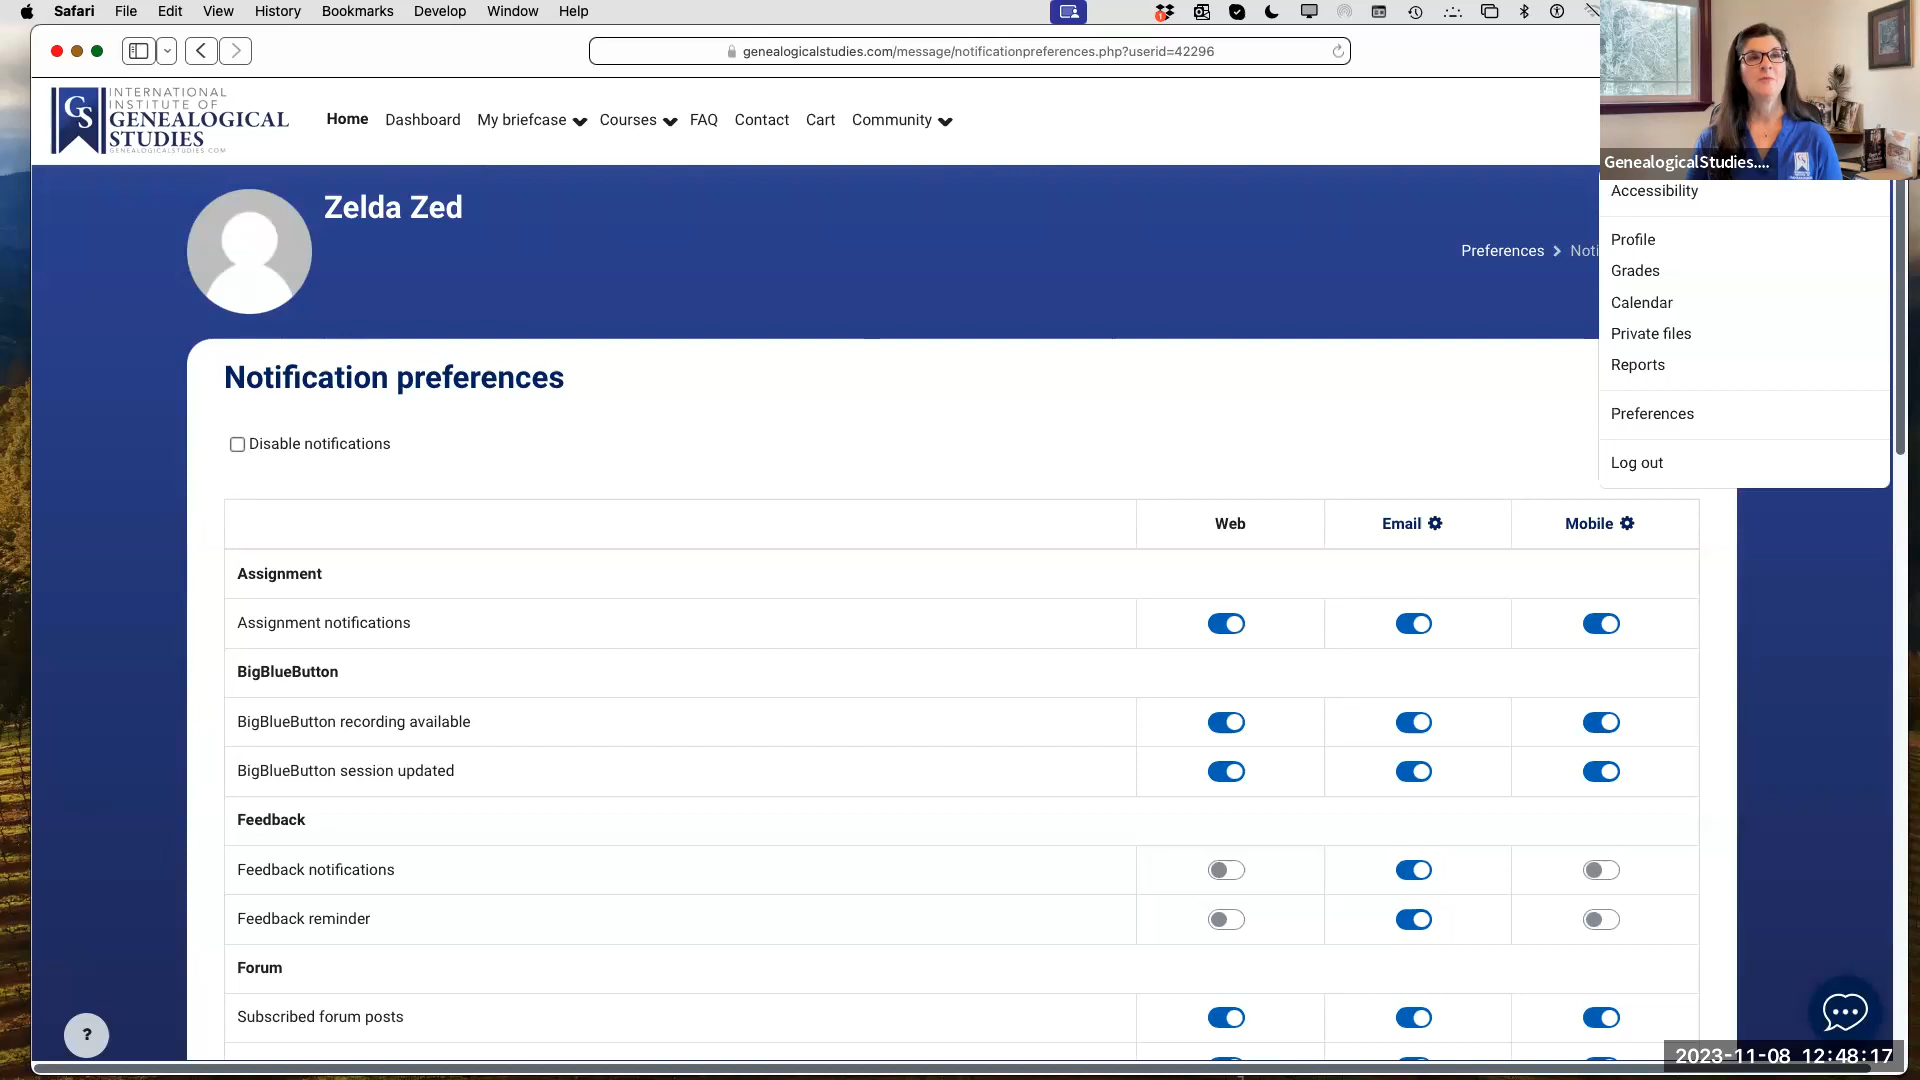 Safari File Edit View History Bookmarks Develop Window Help
genealogicalstudies.com/message/notificationpreferences.php?userid=42296
INTERNATIONAL
INSTITUTE OF
GENEALOGICAL
STUDIES
GENEALOGICALSTUDIES.COM
GS
Home Dashboard My briefcase Courses FAQ Contact Cart Community
GenealogicalStudies....
Accessibility
Profile
Grades
Calendar
Private files
Reports
Preferences
Log out
Zelda Zed
Preferences > Noti
Notification preferences
Disable notifications
Web Email Mobile
Assignment
Assignment notifications
BigBlueButton
BigBlueButton recording available
BigBlueButton session updated
Feedback
Feedback notifications
Feedback reminder
Forum
Subscribed forum posts
?
2023-11-08 12:48:17